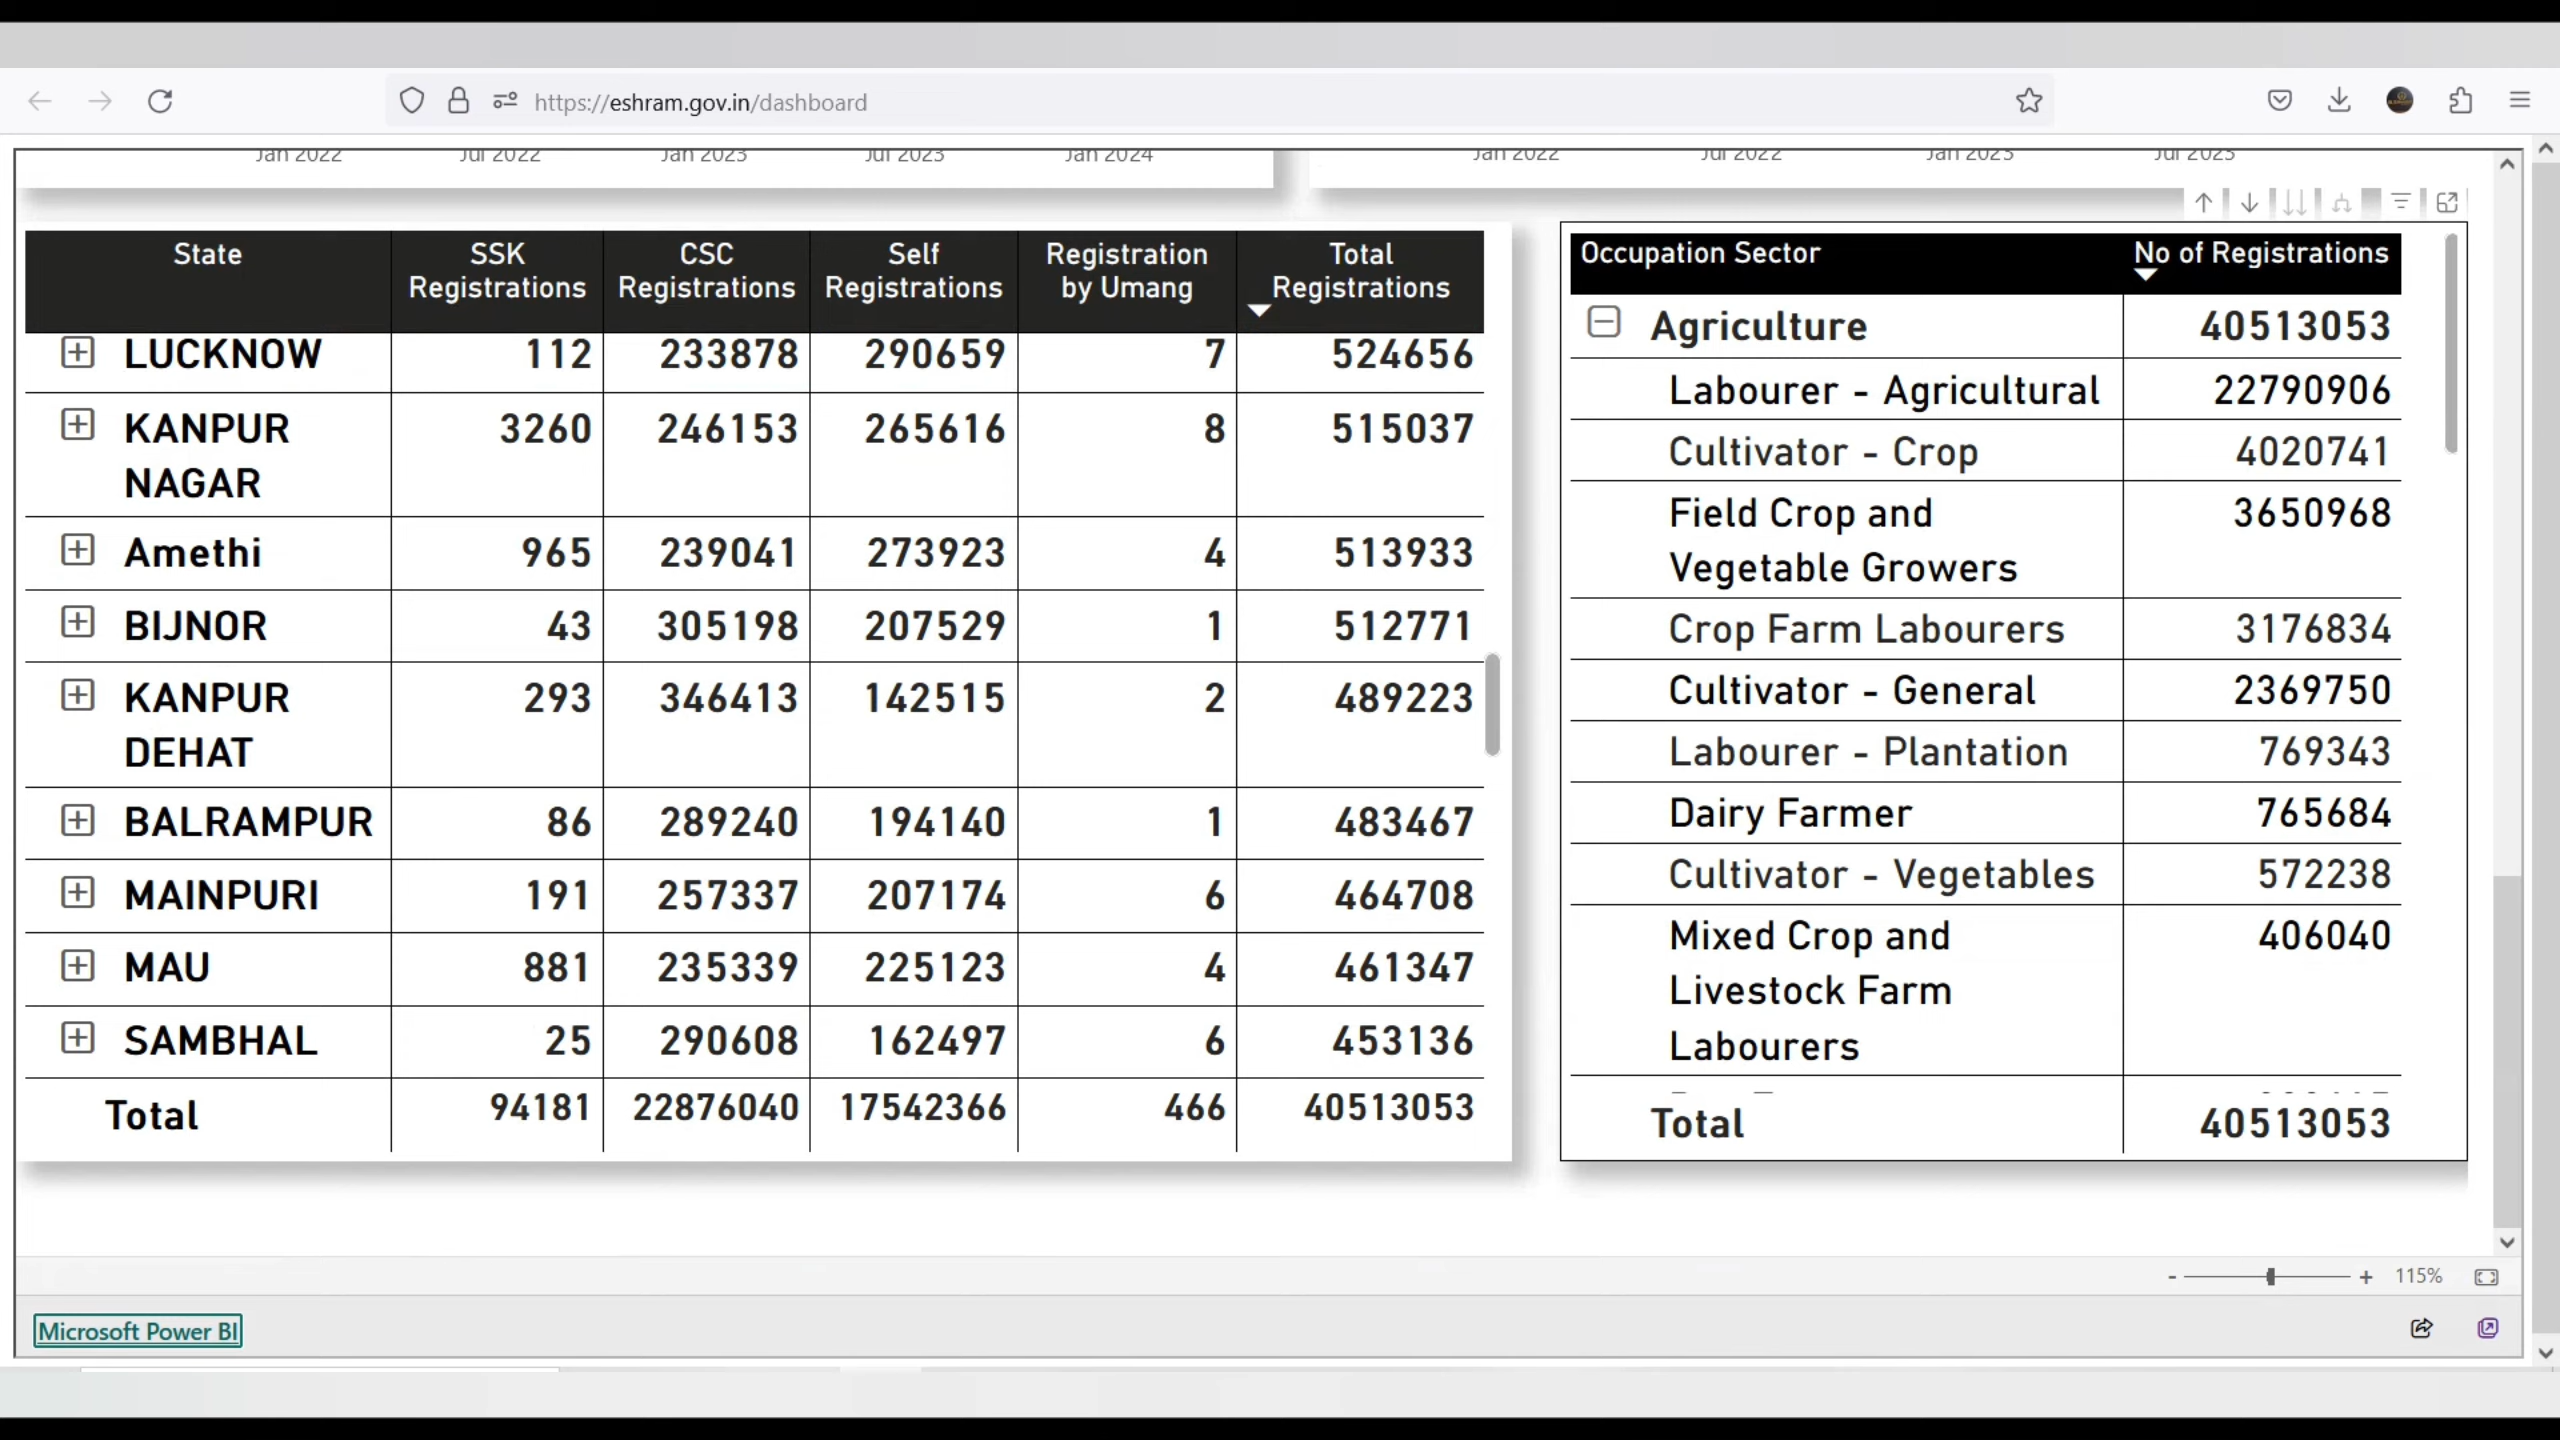 https://eshram.gov.in/dashboard
Jan 2022 Jul 2022 Jan 2023 Jul 2023 Jan 2024
Jan 2022 Jul 2022 Jan 2023 Jul 2023
State SSK Registrations CSC Registrations Self Registrations Registration by Umang Total Registrations
LUCKNOW 112 233878 290659 7 524656
KANPUR NAGAR 3260 246153 265616 8 515037
Amethi 965 239041 273923 4 513933
BIJNOR 43 305198 207529 1 512771
KANPUR DEHAT 293 346413 142515 2 489223
BALRAMPUR 86 289240 194140 1 483467
MAINPURI 191 257337 207174 6 464708
MAU 881 235339 225123 4 461347
SAMBHAL 25 290608 162497 6 453136
Total 94181 22876040 17542366 466 40513053
Occupation Sector No of Registrations
Agriculture 40513053
Labourer - Agricultural 22790906
Cultivator - Crop 4020741
Field Crop and 3650968
Vegetable Growers
Crop Farm Labourers 3176834
Cultivator - General 2369750
Labourer - Plantation 769343
Dairy Farmer 765684
Cultivator - Vegetables 572238
Mixed Crop and 406040
Livestock Farm
Labourers
Total 40513053
- + 115%
Microsoft Power BI